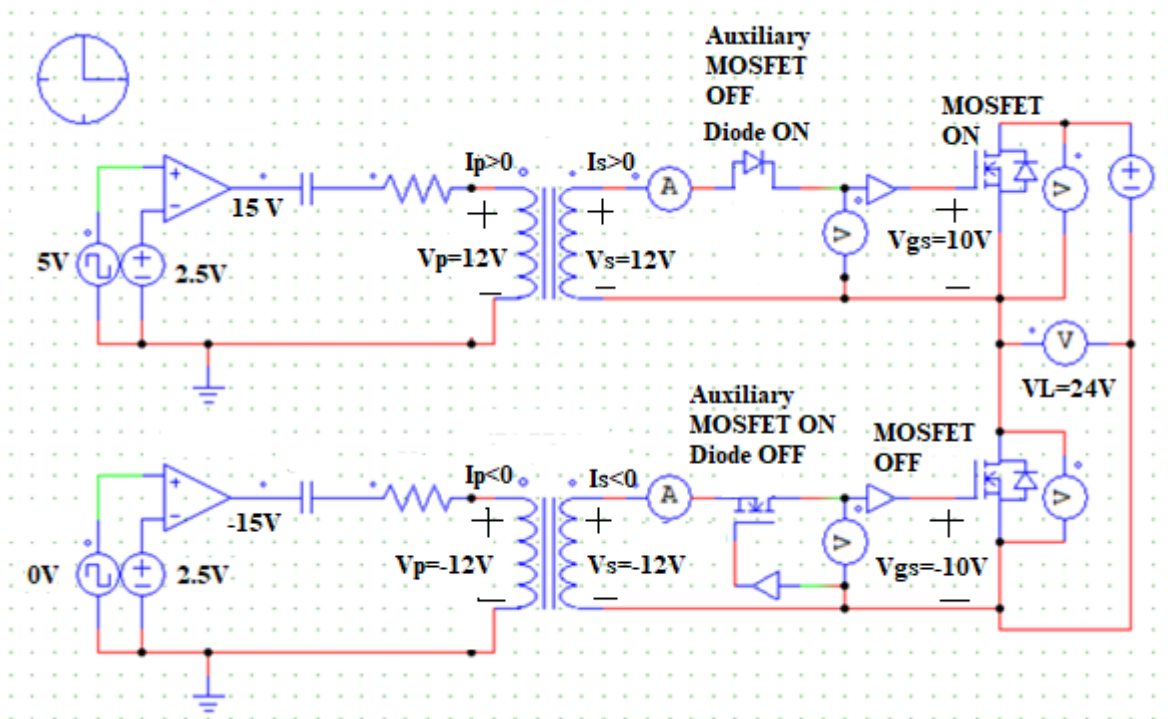 Auxiliary
MOSFET
OFF
Diode ON
MOSFET
ON
Ip>0
Is>0
A
15 V
+
+
+
V
V
Vp=12V
Vs=12V
Vgs=10V
5V
2.5V
V
VL=24V
Auxiliary
MOSFET ON
Diode OFF
MOSFET
OFF
Ip<0
Is<0
A
-15V
+
+
+
V
V
Vp=-12V
Vs=-12V
Vgs=-10V
0V
2.5V